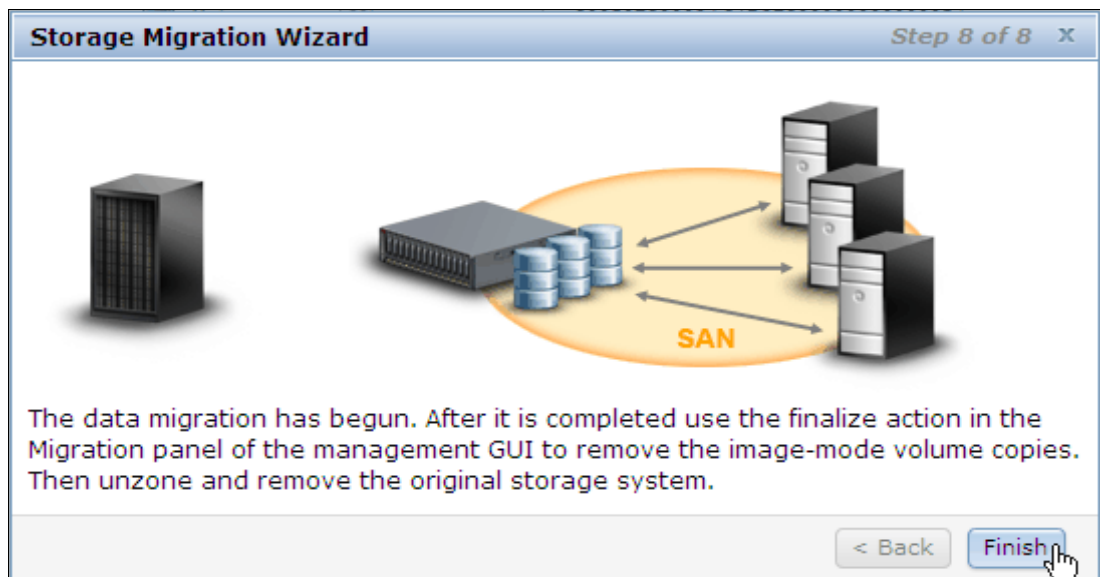 Storage Migration Wizard
Step 8 of 8 x
SAN
The data migration has begun. After it is completed use the finalize action in the
Migration panel of the management GUI to remove the image-mode volume copies.
Then unzone and remove the original storage system.
< Back
Finish